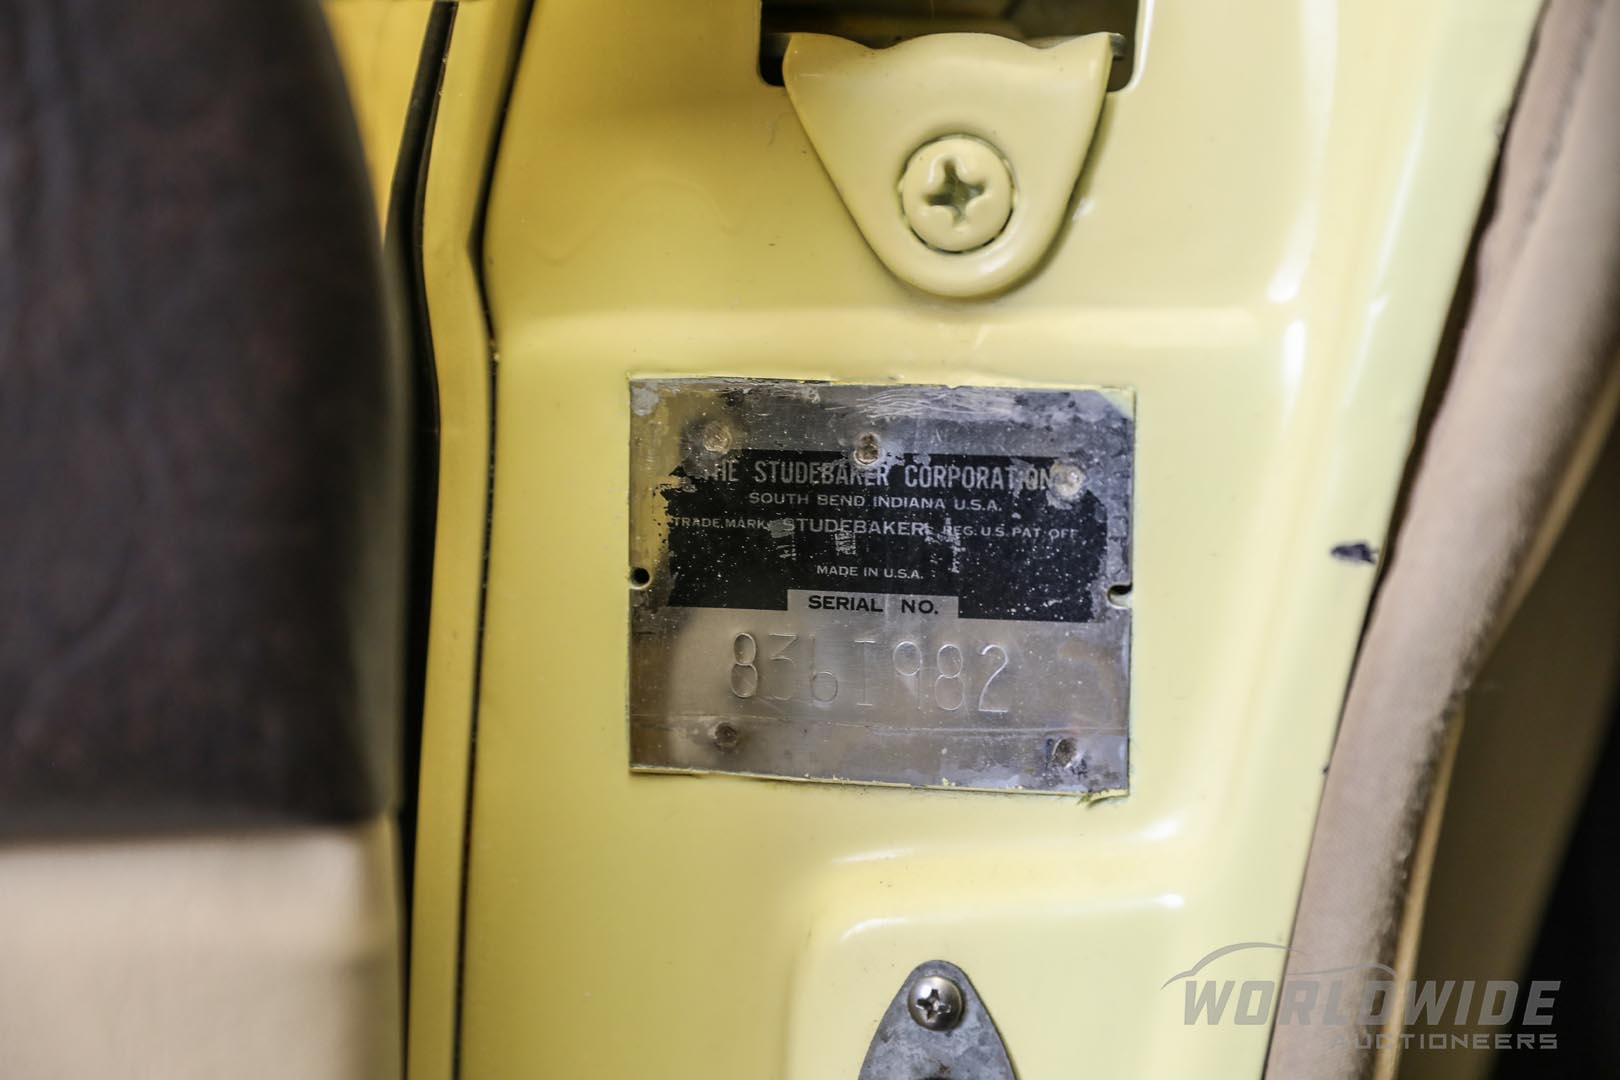 THE STUDEBAKER CORPORATION
SOUTH BEND, INDIANA U.S.A.
TRADE MARK STUDEBAKER REG. U.S. PAT. OFF.
MADE IN U.S.A.
SERIAL NO.
8361982
WORLDWIDE
AUCTIONEERS